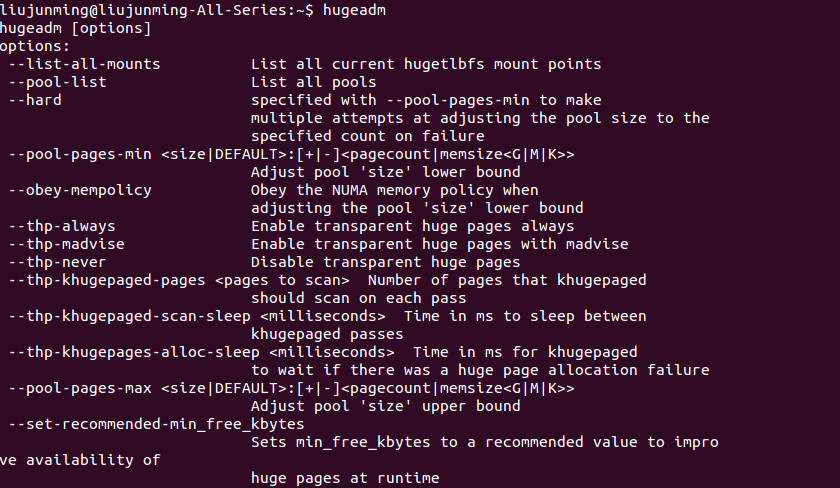 liujunming@liujunming-All-Series:~$ hugeadm
hugeadm [options]
options:
--list-all-mounts          List all current hugetlbfs mount points
--pool-list                List all pools
--hard                     specified with --pool-pages-min to make
multiple attempts at adjusting the pool size to the
specified count on failure
--pool-pages-min <size|DEFAULT>:[+|-]<pagecount|memsize<G|M|K>>
Adjust pool 'size' lower bound
--obey-mempolicy           Obey the NUMA memory policy when
adjusting the pool 'size' lower bound
--thp-always               Enable transparent huge pages always
--thp-madvise              Enable transparent huge pages with madvise
--thp-never                Disable transparent huge pages
--thp-khugepaged-pages <pages to scan>  Number of pages that khugepaged
should scan on each pass
--thp-khugepaged-scan-sleep <milliseconds>  Time in ms to sleep between
khugepaged passes
--thp-khugepages-alloc-sleep <milliseconds>  Time in ms for khugepaged
to wait if there was a huge page allocation failure
--pool-pages-max <size|DEFAULT>:[+|-]<pagecount|memsize<G|M|K>>
Adjust pool 'size' upper bound
--set-recommended-min_free_kbytes
Sets min_free_kbytes to a recommended value to impro
ve availability of
huge pages at runtime